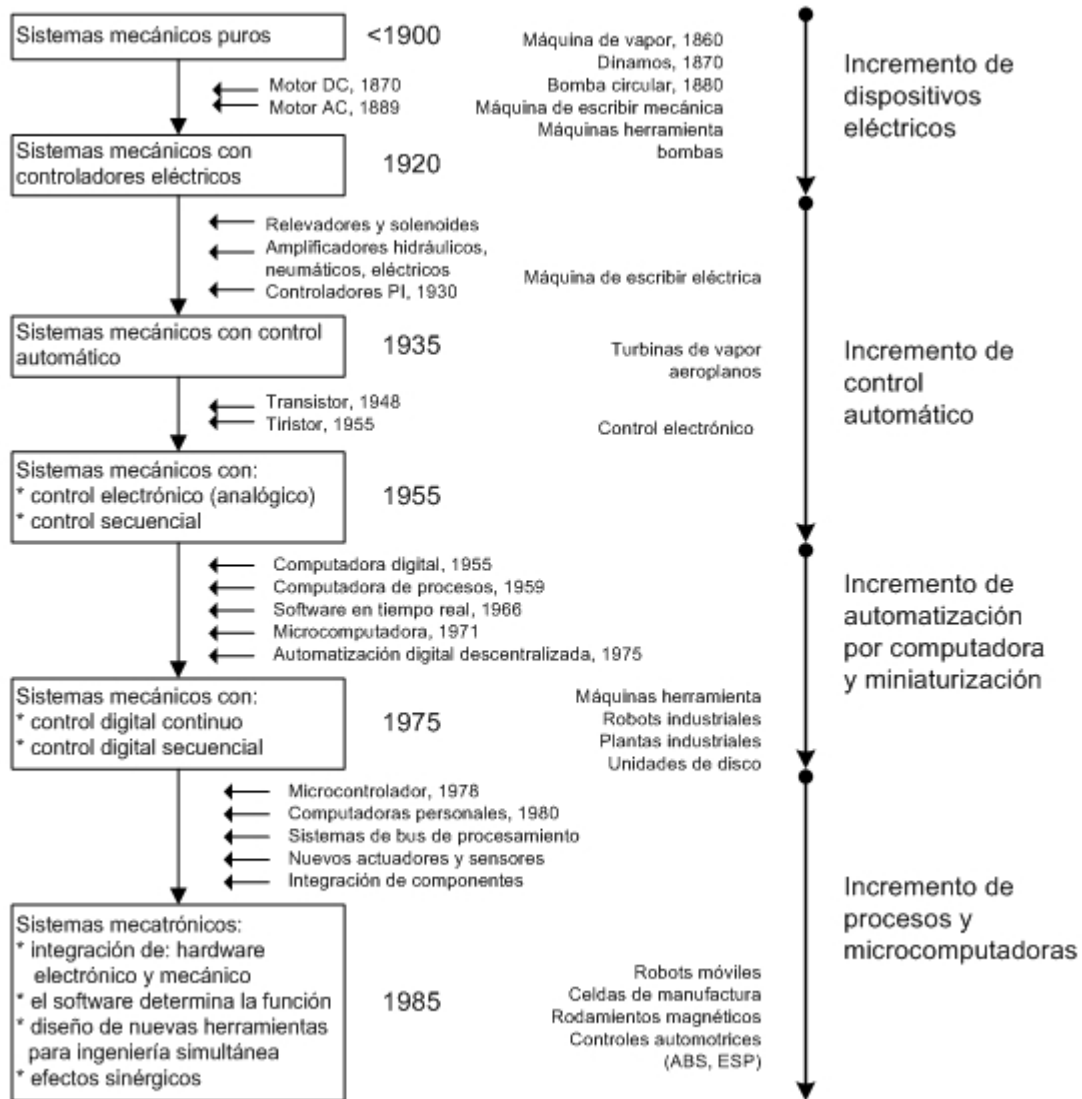 Sistemas mecánicos puros
<1900
Máquina de vapor, 1860
Dínamos, 1870
Bomba circular, 1880
Máquina de escribir mecánica
Máquinas herramienta
bombas
Incremento de
dispositivos
eléctricos
Motor DC, 1870
Motor AC, 1889
Sistemas mecánicos con
controladores eléctricos
1920
Relevadores y solenoides
Amplificadores hidráulicos,
neumáticos, eléctricos
Controladores PI, 1930
Máquina de escribir eléctrica
Sistemas mecánicos con control
automático
1935
Turbinas de vapor
aeroplanos
Incremento de
control
automático
Transistor, 1948
Tiristor, 1955
Control electrónico
Sistemas mecánicos con:
* control electrónico (analógico)
* control secuencial
1955
Computadora digital, 1955
Computadora de procesos, 1959
Software en tiempo real, 1966
Microcomputadora, 1971
Automatización digital descentralizada, 1975
Incremento de
automatización
por computadora
y miniaturización
Sistemas mecánicos con:
* control digital continuo
* control digital secuencial
1975
Máquinas herramienta
Robots industriales
Plantas industriales
Unidades de disco
Microcontrolador, 1978
Computadoras personales, 1980
Sistemas de bus de procesamiento
Nuevos actuadores y sensores
Integración de componentes
Incremento de
procesos y
microcomputadoras
Sistemas mecatrónicos:
* integración de: hardware
electrónico y mecánico
* el software determina la función
* diseño de nuevas herramientas
para ingeniería simultánea
* efectos sinérgicos
1985
Robots móviles
Celdas de manufactura
Rodamientos magnéticos
Controles automotrices
(ABS, ESP)